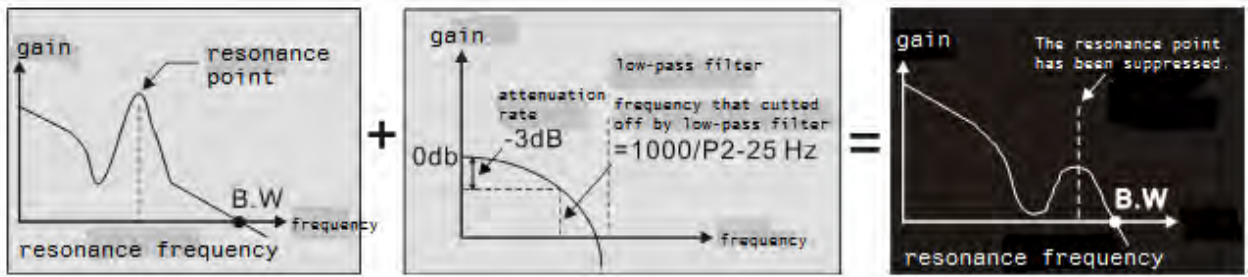 gain
resonance
point
B.W
frequency
resonance frequency
+
gain
low-pass filter
attenuation
rate
-3dB
frequency that cutted
off by low-pass filter
=1000/P2-25 Hz
0db
frequency
=
gain
The resonance point
has been suppressed.
B.W
resonance frequency